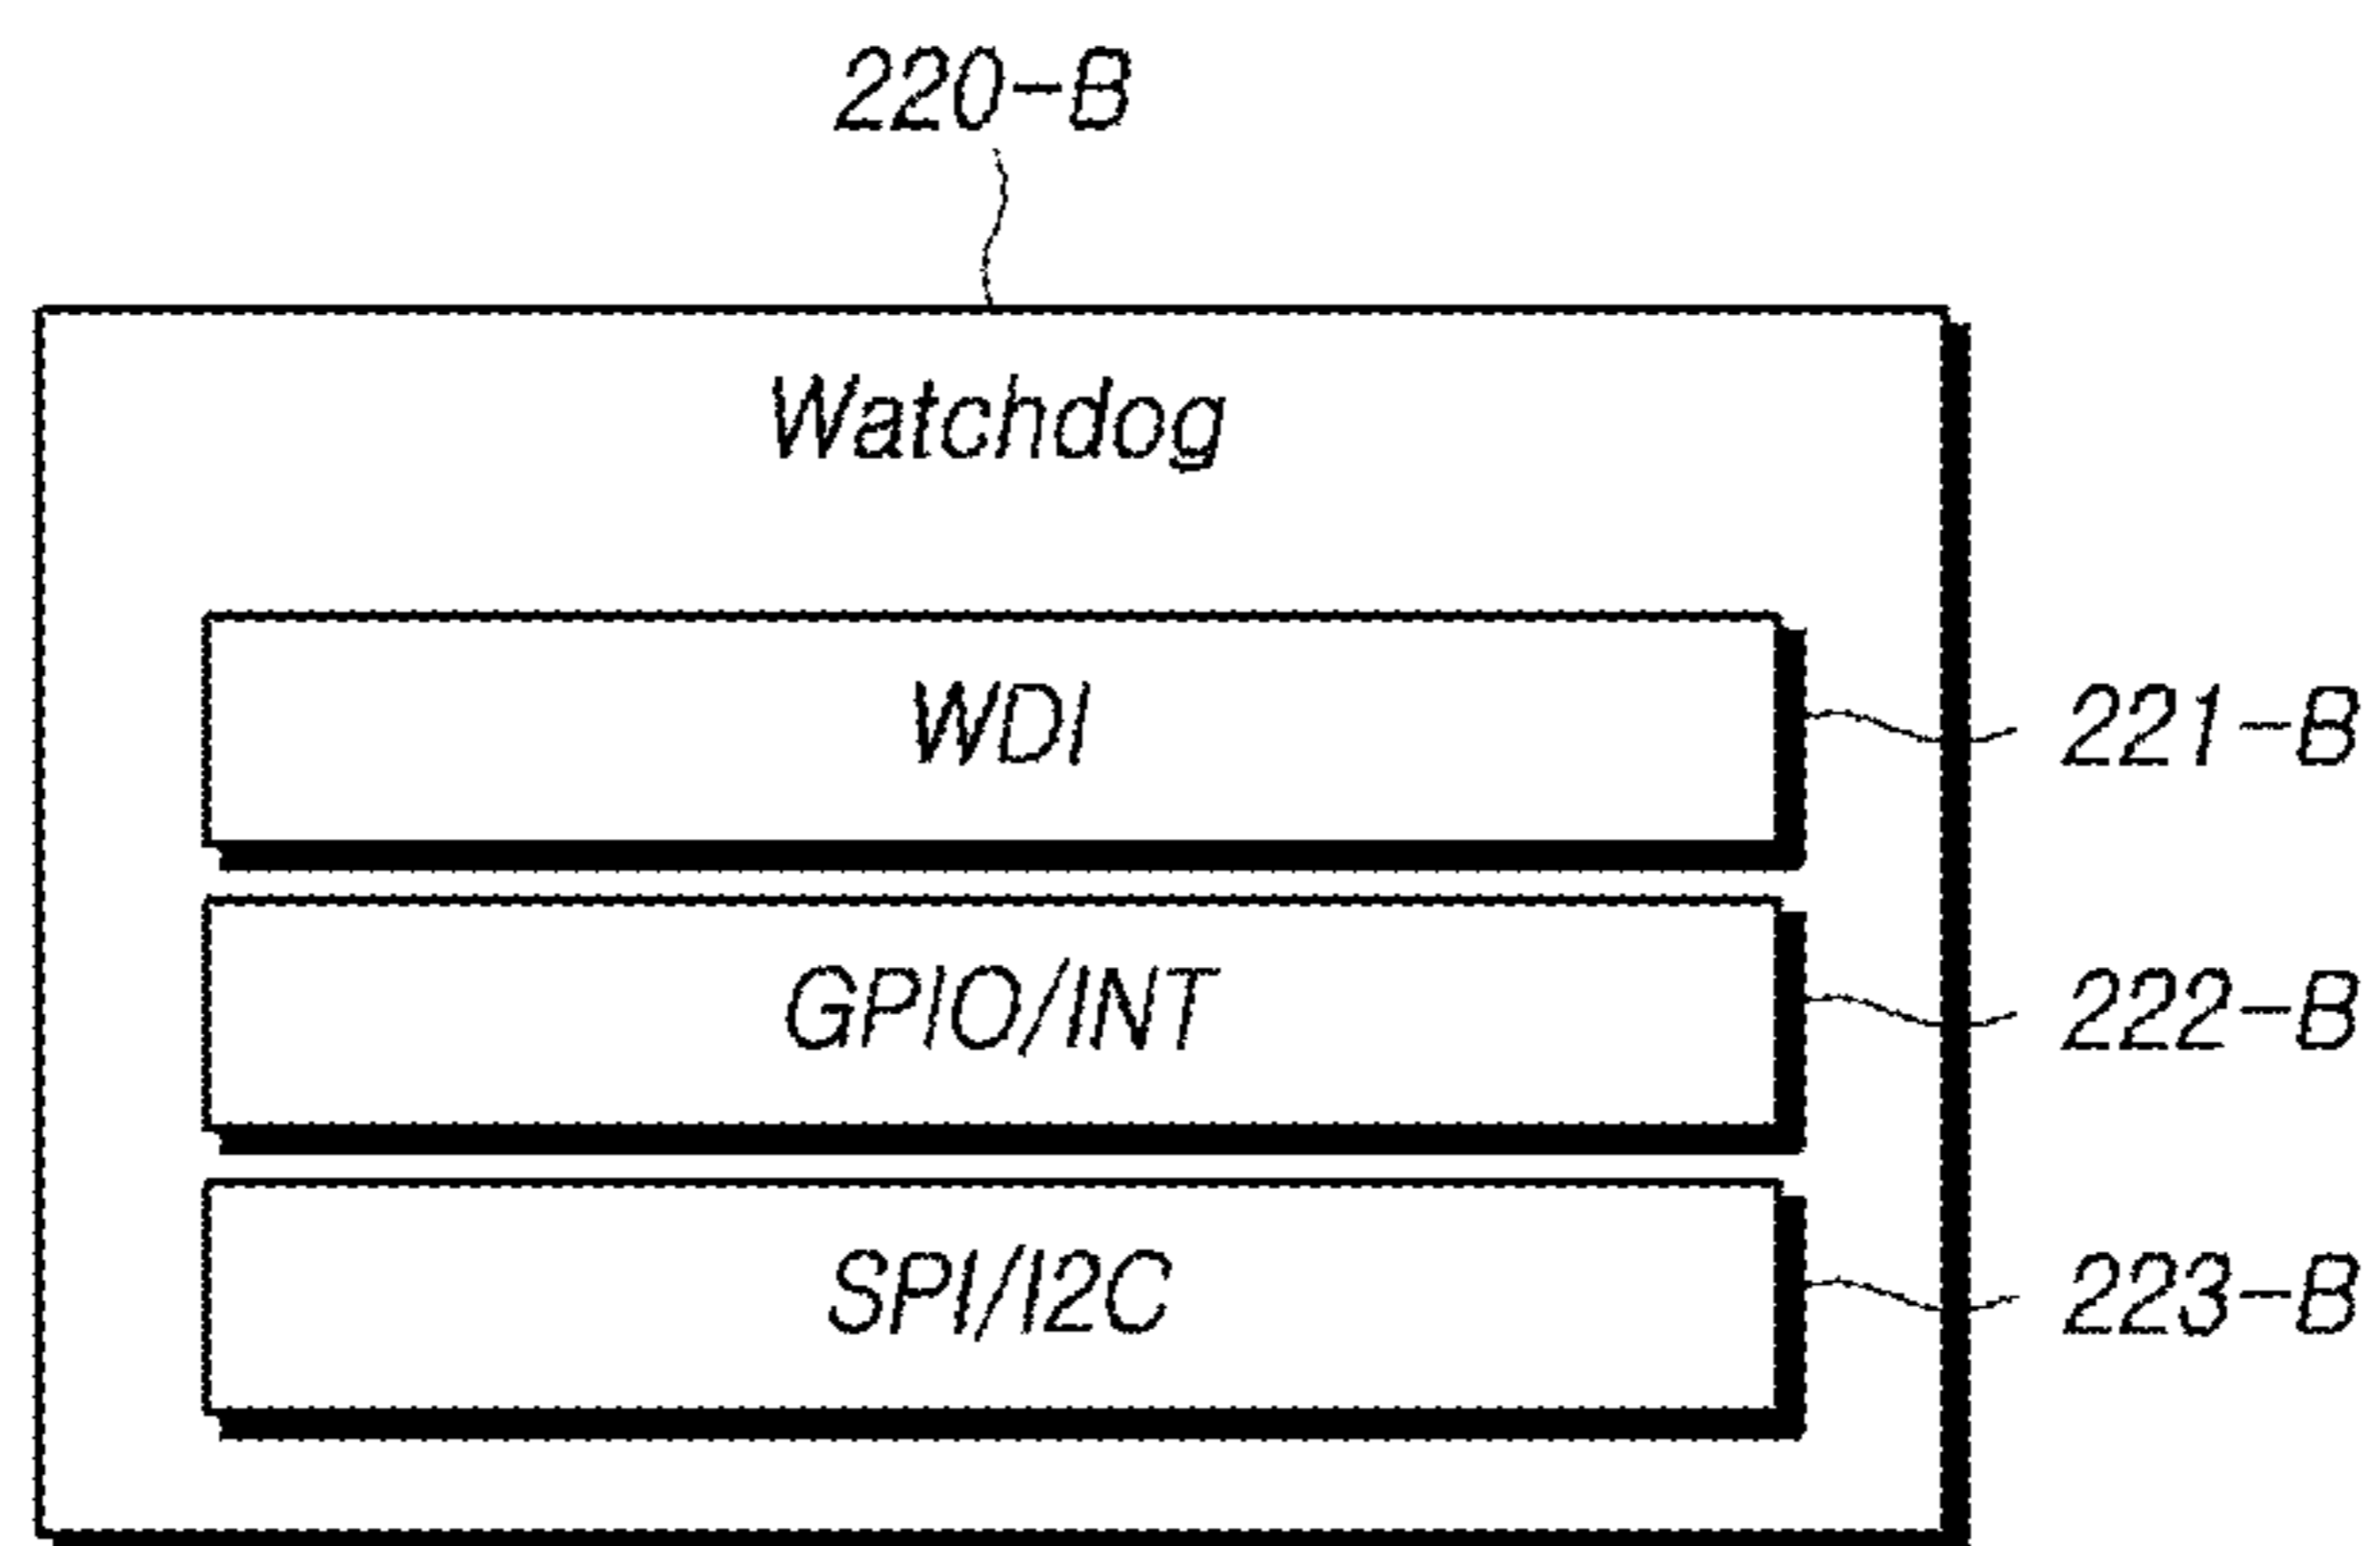 220-B
Watchdog
WDI
221-B
GPIO/INT
222-B
SPI/I2C
223-B